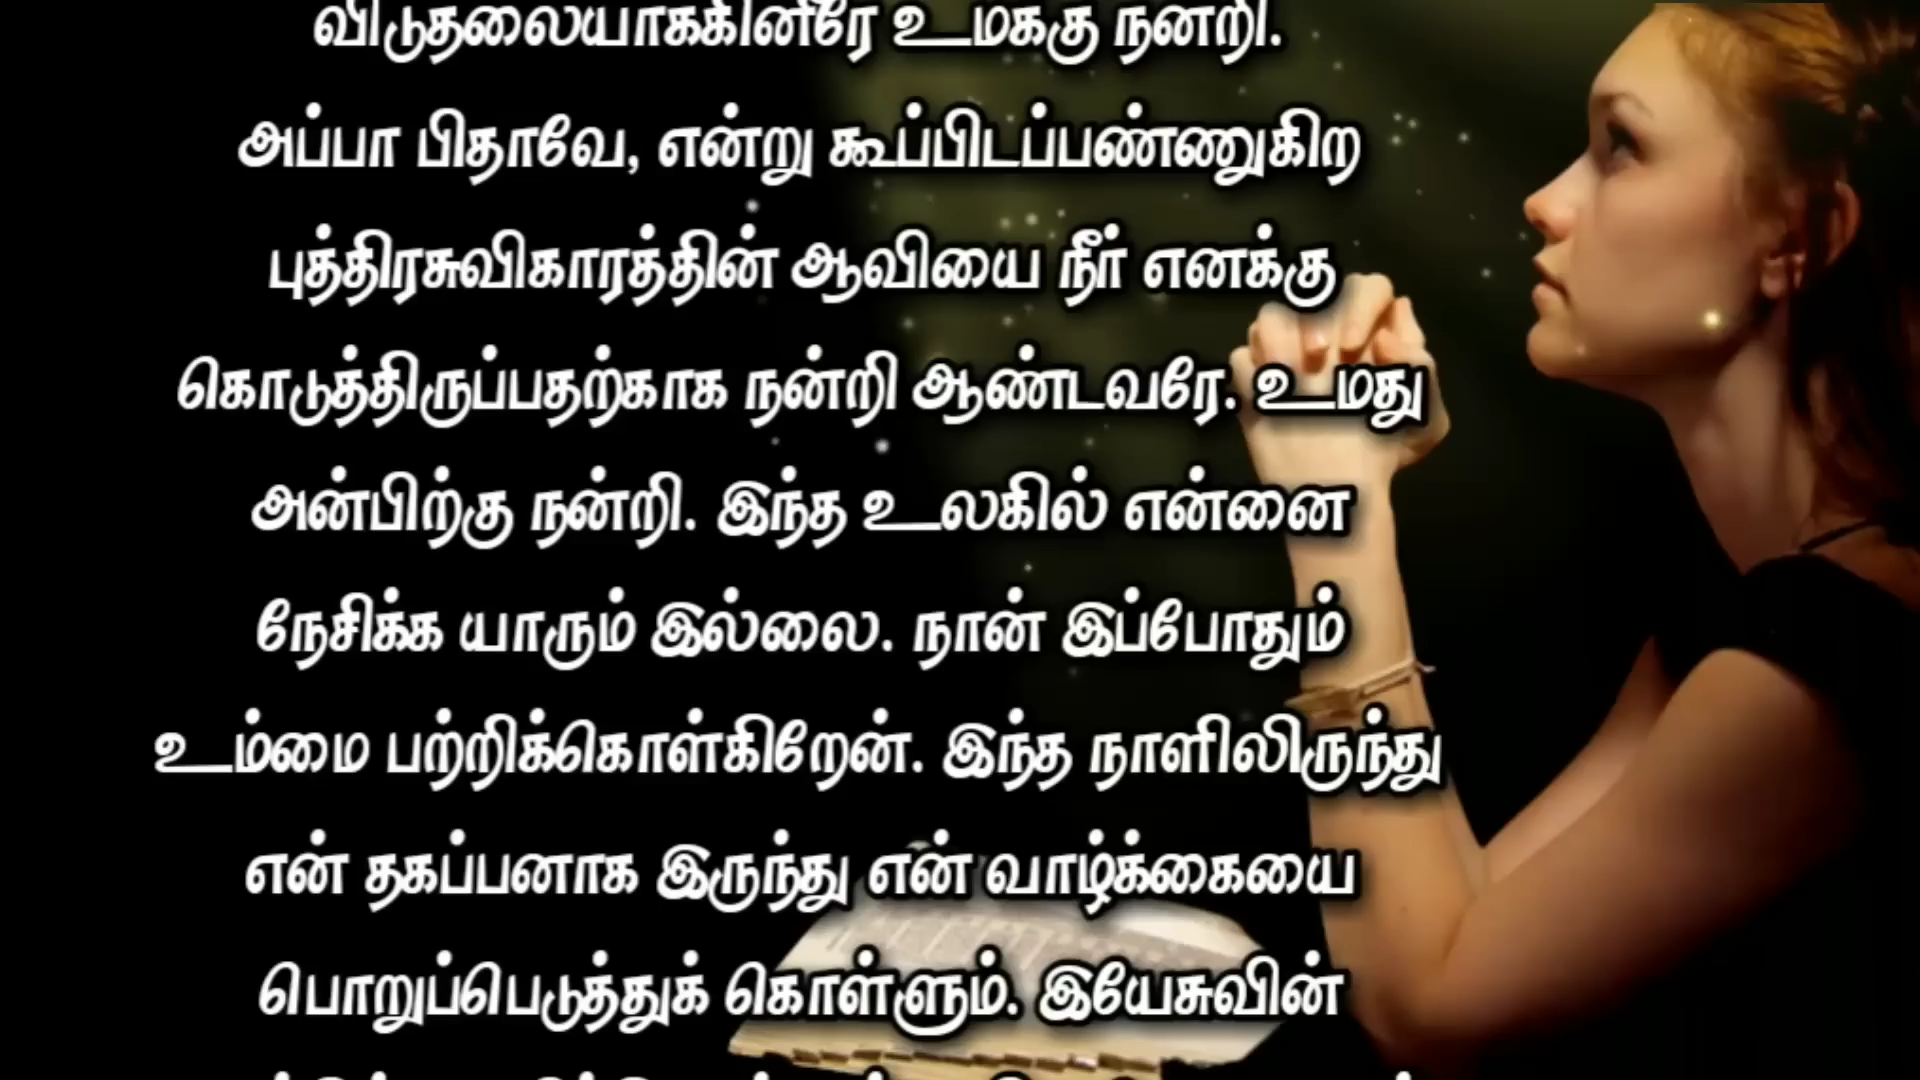 விடுதலையாக்கினீரே உமக்கு நன்றி.
அப்பா பிதாவே, என்று கூப்பிடப்பண்ணுகிற
புத்திரசுவிகாரத்தின் ஆவியை நீர் எனக்கு
கொடுத்திருப்பதற்காக நன்றி ஆண்டவரே. உமது
அன்பிற்கு நன்றி. இந்த உலகில் என்னை
நேசிக்க யாரும் இல்லை. நான் இப்போதும்
உம்மை பற்றிக்கொள்கிறேன். இந்த நாளிலிருந்து
என் தகப்பனாக இருந்து என் வாழ்க்கையை
பொறுப்பெடுத்துக் கொள்ளும். இயேசுவின்